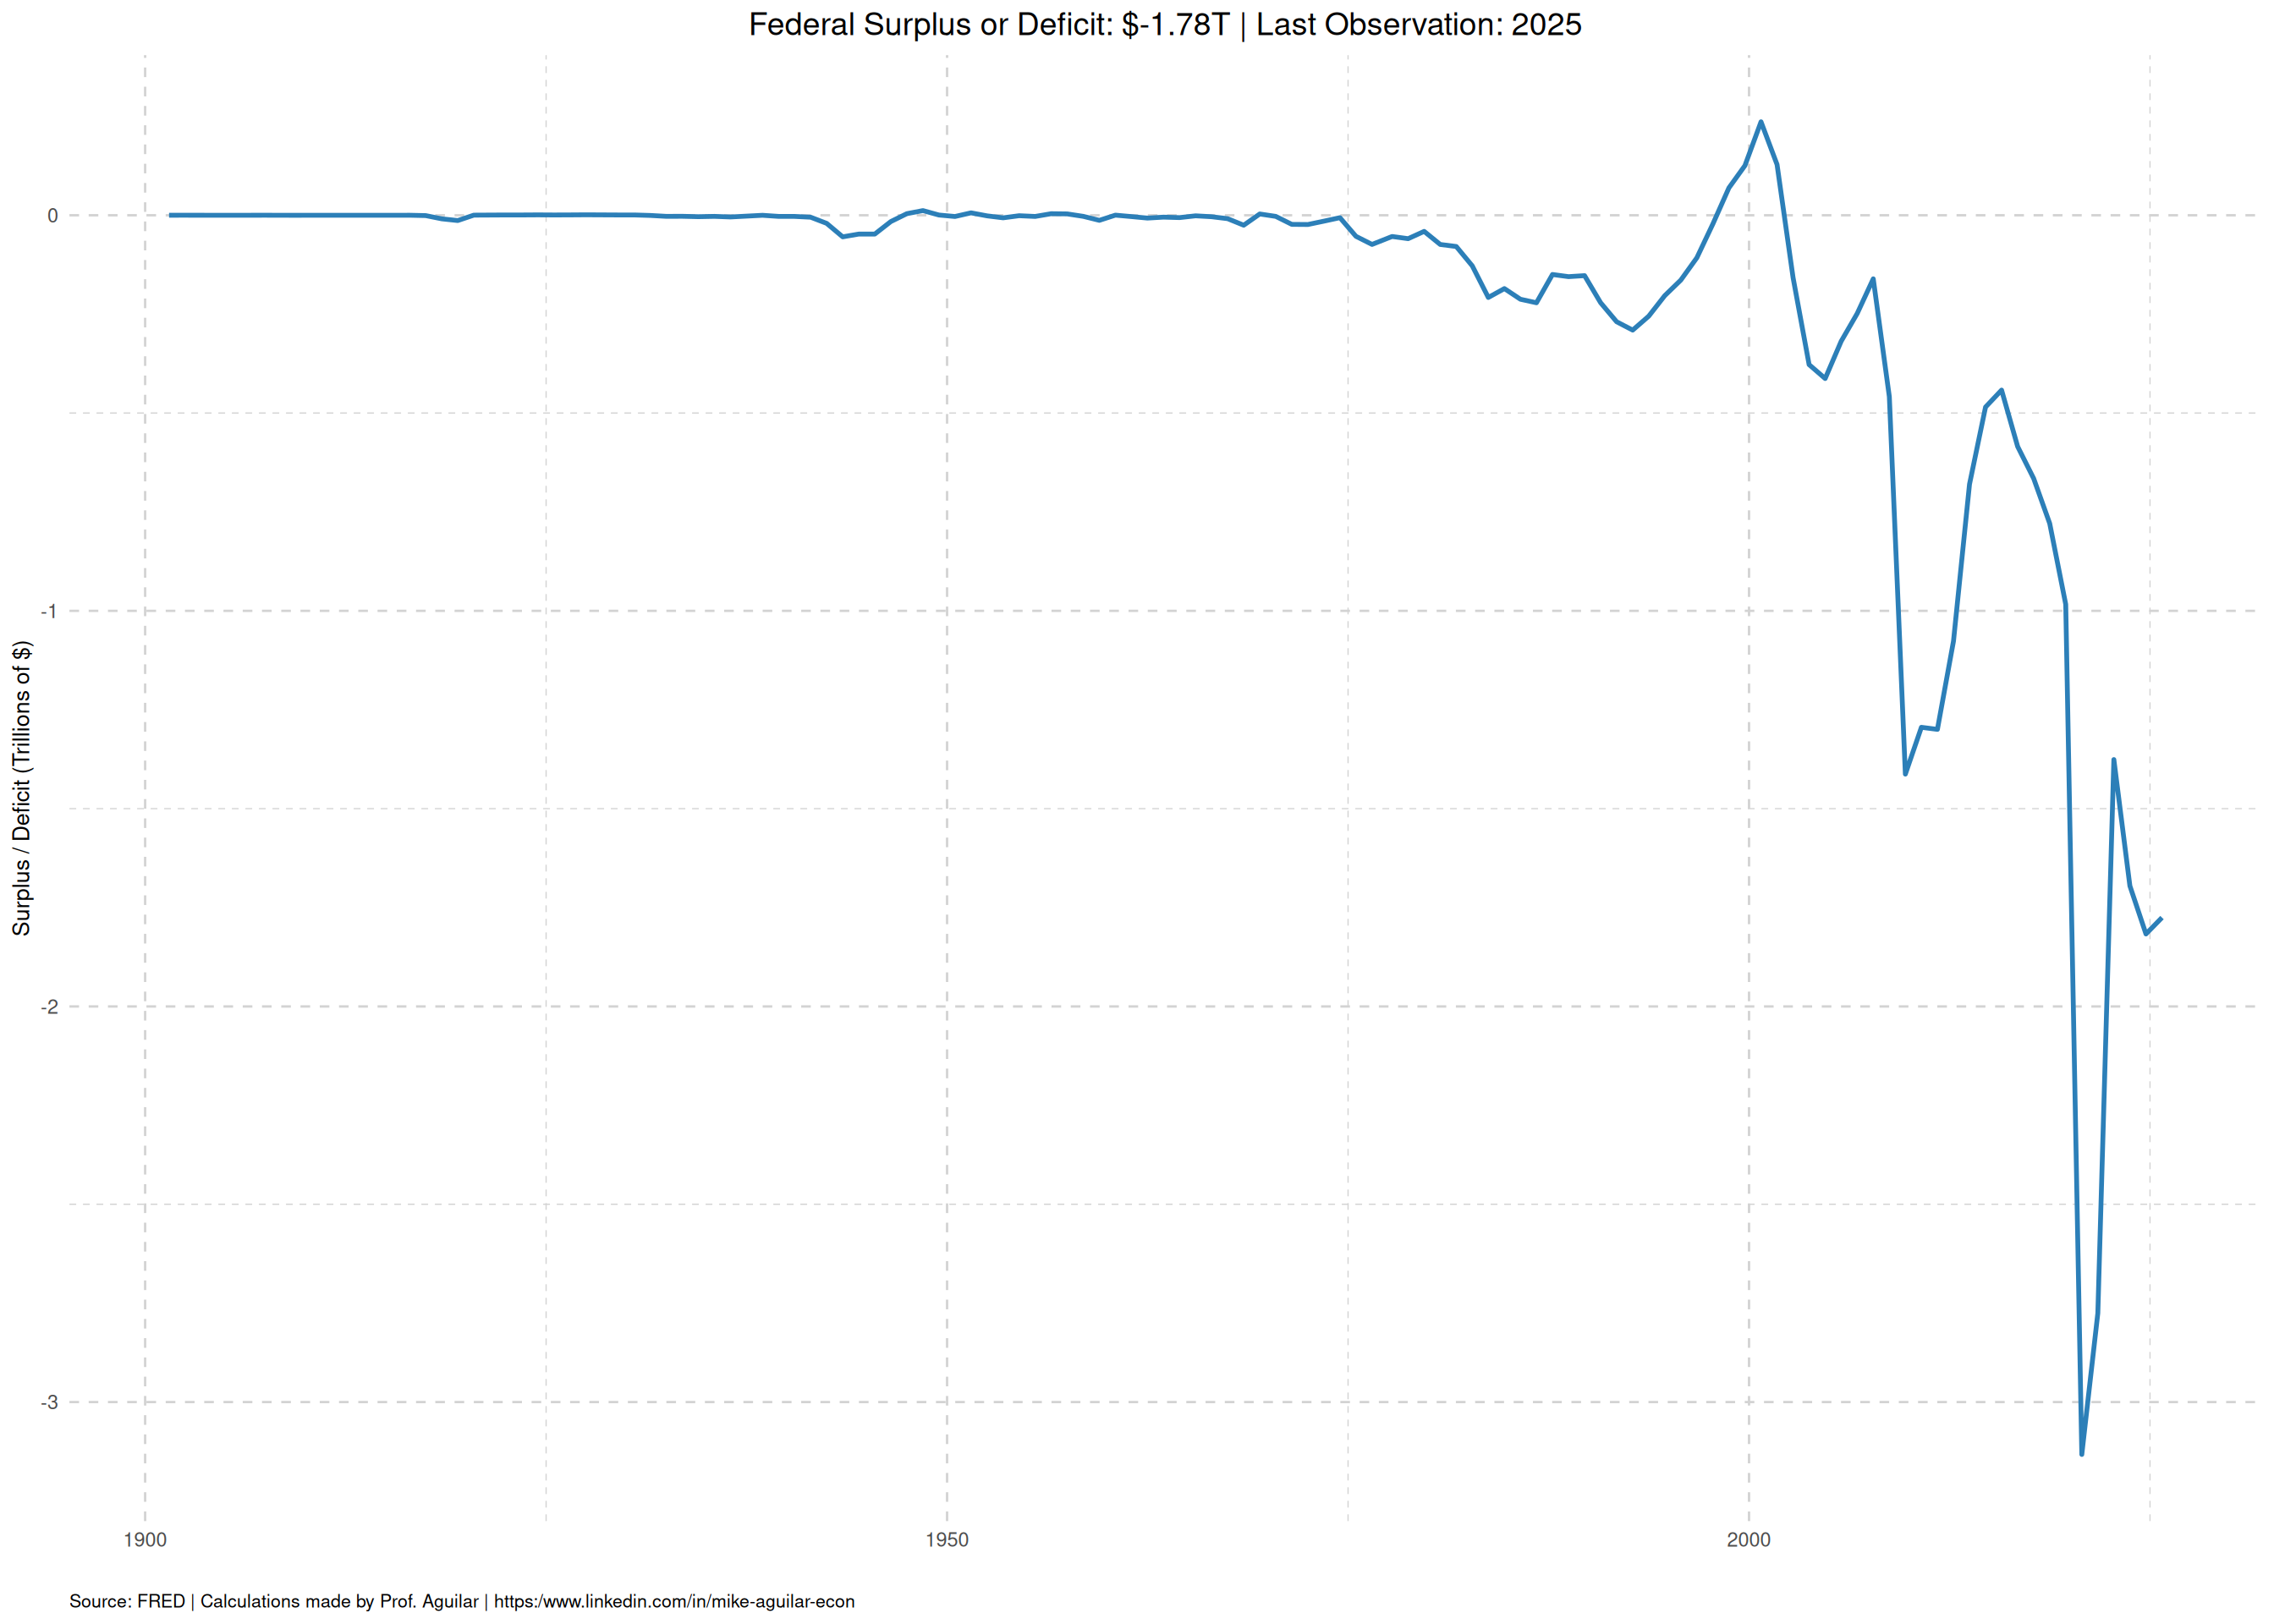 Federal Surplus or Deficit: $-1.78T | Last Observation: 2025
Surplus / Deficit (Trillions of $)
0
-1
-2
-3
1900
1950
2000
Source: FRED | Calculations made by Prof. Aguilar | https:/www.linkedin.com/in/mike-aguilar-econ